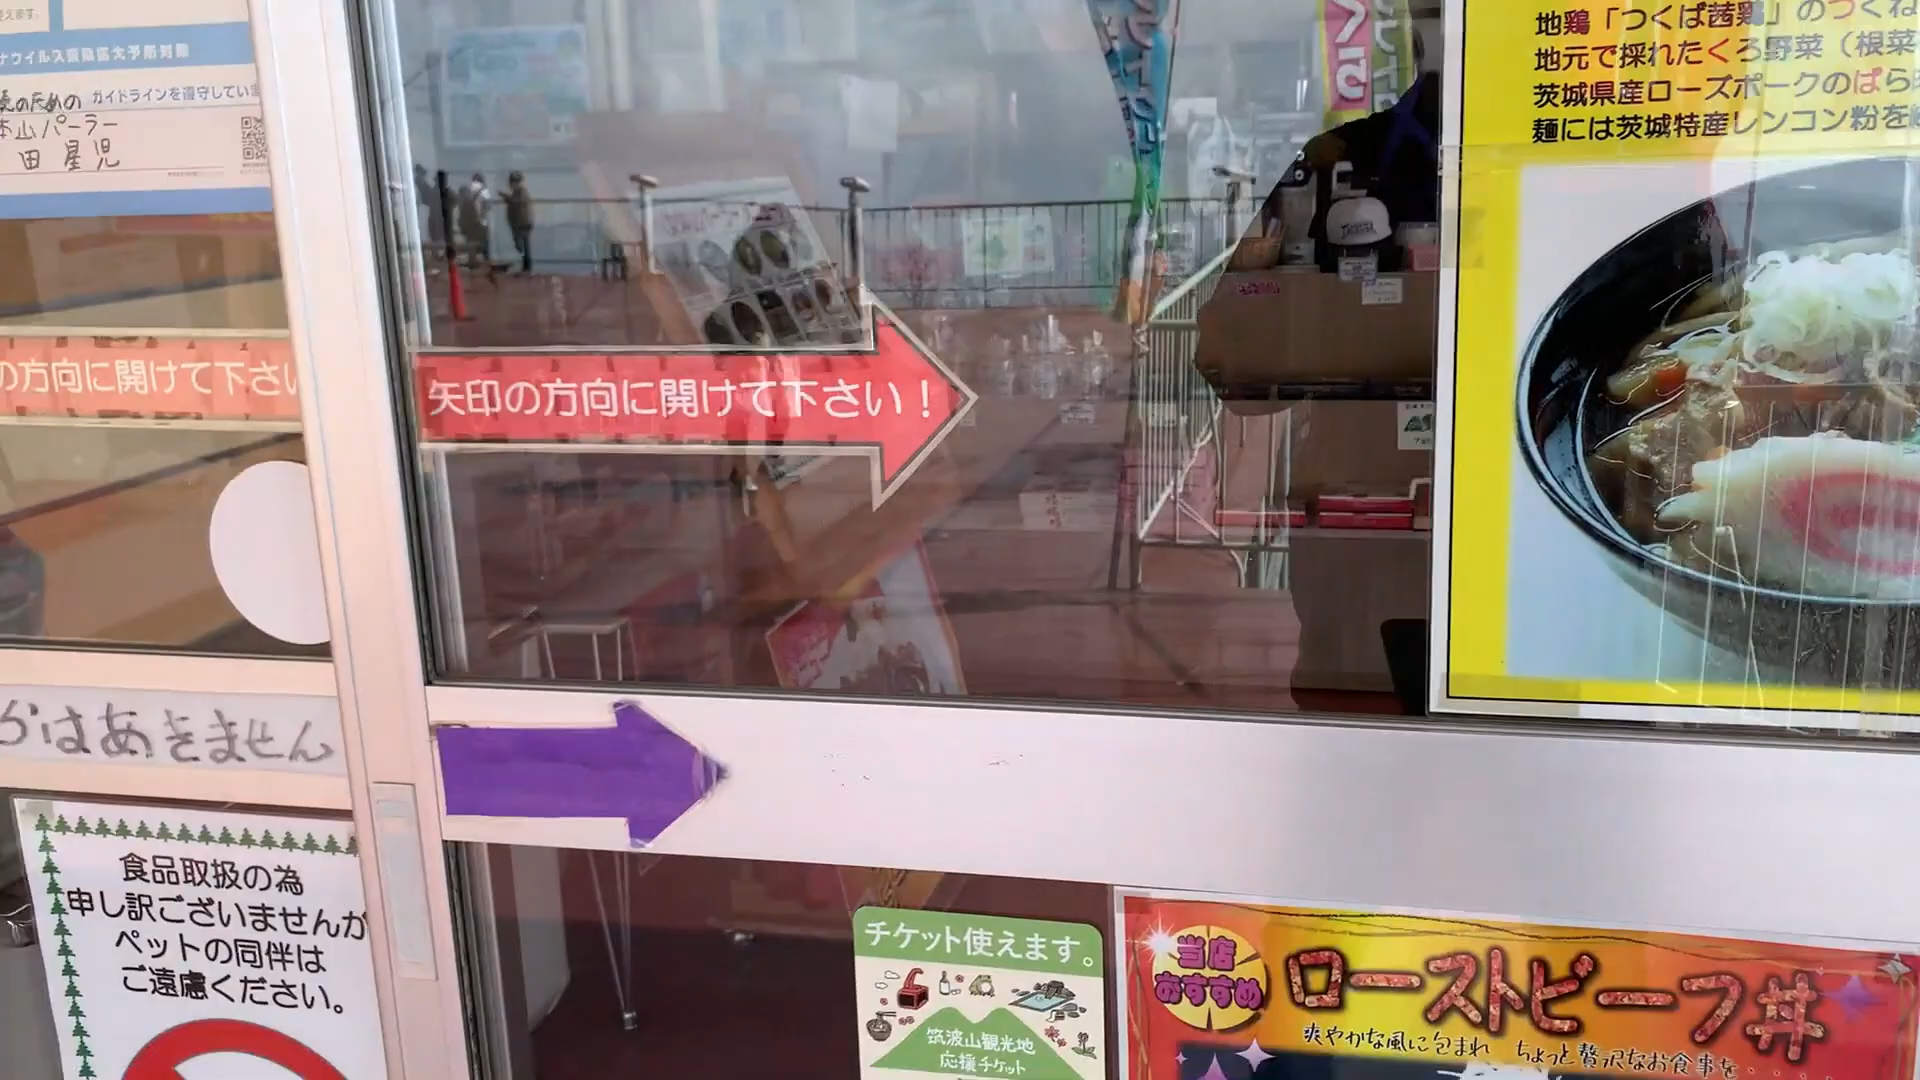 使えます。
ナウイルス感染拡大予防対策
ガイドラインを遵守してい
本山パーラー
田 星児
の方向に開けて下さい
矢印の方向に開けて下さい！
くら
地鶏「つくば茜鶏」のつくね
地元で採れたくろ野菜（根菜
茨城県産ローズポークのばら
麺には茨城特産レンコン粉を
はあきません
食品取扱の為
申し訳ございませんが
ペットの同伴は
ご遠慮ください。
チケット使えます。
筑波山観光地
応援チケット
当店
おすすめ
ローストビーフ丼
爽やかな風に包まれ ちょっと贅沢なお食事を・・・